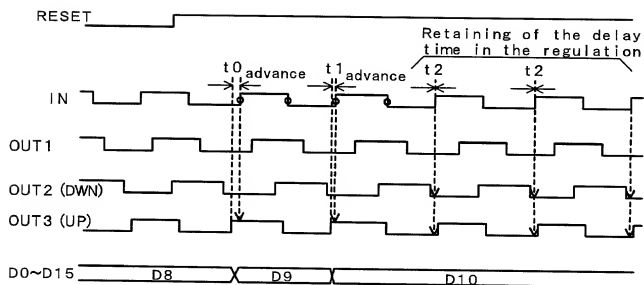 RESET
Retaining of the delay
time in the regulation
t0 advance t1 advance t2 t2
IN
OUT1
OUT2 (DWN)
OUT3 (UP)
D0~D15 D8 D9 D10